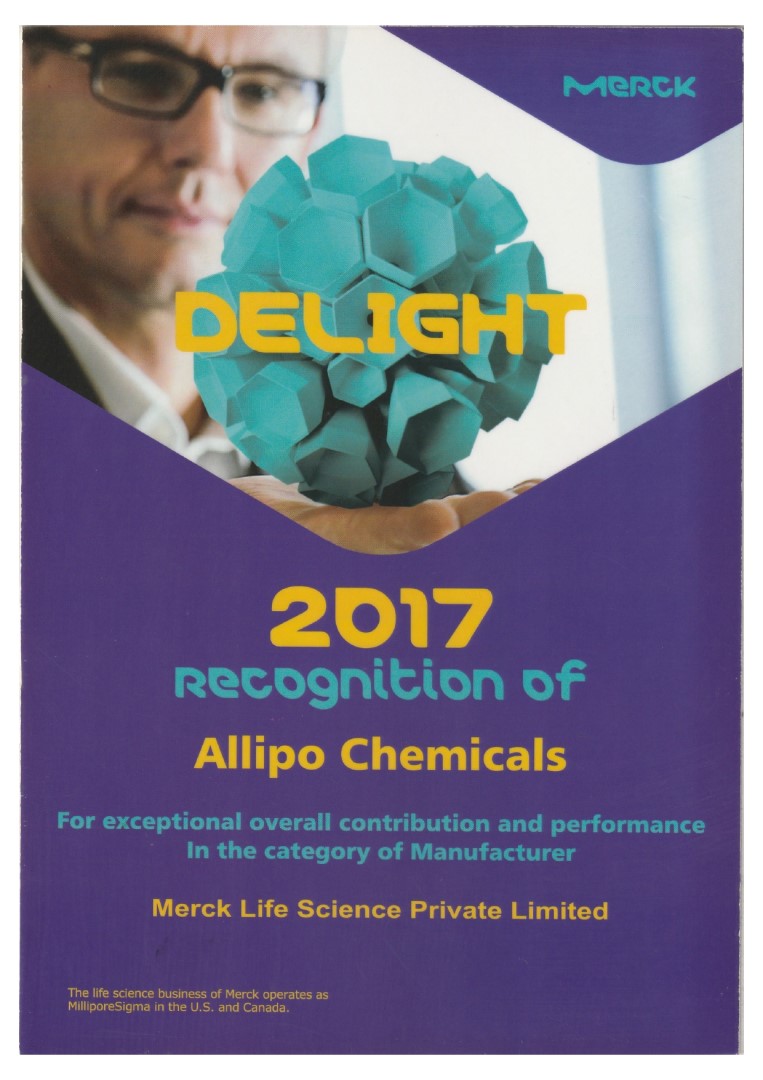 MERCK
DELIGHT
2017
Recognition of
Allipo Chemicals
For exceptional overall contribution and performance
In the category of Manufacturer
Merck Life Science Private Limited
The life science business of Merck operates as
MilliporeSigma in the U.S. and Canada.